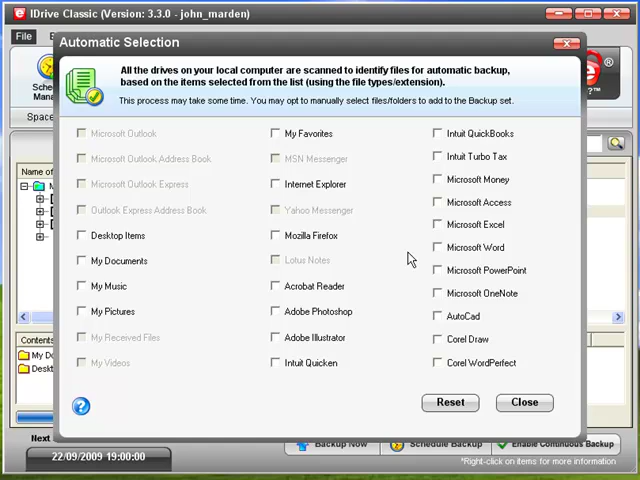 IDrive Classic (Version: 3.3.0 - john_marden)
File
Automatic Selection
All the drives on your local computer are scanned to identify files for automatic backup,
based on the items selected from the list (using the file types/extension).
This process may take some time. You may opt to manually select files/folders to add to the Backup set.
Space
Name of
Microsoft Outlook
Microsoft Outlook Address Book
Microsoft Outlook Express
Outlook Express Address Book
Desktop Items
My Documents
My Music
My Pictures
My Received Files
My Videos
My Favorites
MSN Messenger
Internet Explorer
Yahoo Messenger
Mozilla Firefox
Lotus Notes
Acrobat Reader
Adobe Photoshop
Adobe Illustrator
Intuit Quicken
Intuit QuickBooks
Intuit Turbo Tax
Microsoft Money
Microsoft Access
Microsoft Excel
Microsoft Word
Microsoft PowerPoint
Microsoft OneNote
AutoCad
Corel Draw
Corel WordPerfect
Contents
My Do
Deskt
Reset
Close
Next
22/09/2009 19:00:00
Backup Now
Schedule Backup
Enable Continuous Backup
*Right-click on items for more information